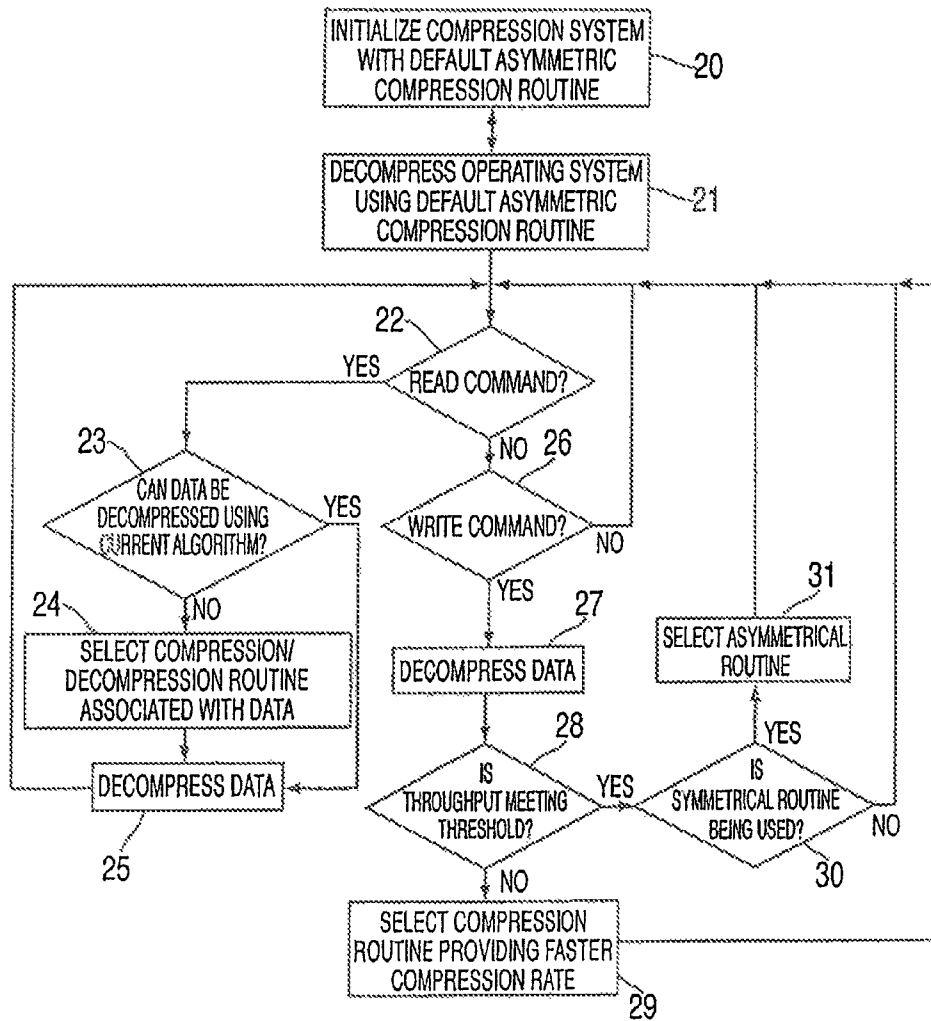 INITIALIZE COMPRESSION SYSTEM
WITH DEFAULT ASYMMETRIC
COMPRESSION ROUTINE
20
DECOMPRESS OPERATING SYSTEM
USING DEFAULT ASYMMETRIC
COMPRESSION ROUTINE
21
22
YES
READ COMMAND?
NO
23
CAN DATA BE
DECOMPRESSED USING
CURRENT ALGORITHM?
YES
NO
26
WRITE COMMAND?
NO
YES
24
SELECT COMPRESSION/
DECOMPRESSION ROUTINE
ASSOCIATED WITH DATA
DECOMPRESS DATA
25
27
DECOMPRESS DATA
28
IS
THROUGHPUT MEETING
THRESHOLD?
YES
NO
31
SELECT ASYMMETRICAL
ROUTINE
YES
IS
SYMMETRICAL ROUTINE
BEING USED?
NO
30
SELECT COMPRESSION
ROUTINE PROVIDING FASTER
COMPRESSION RATE
29